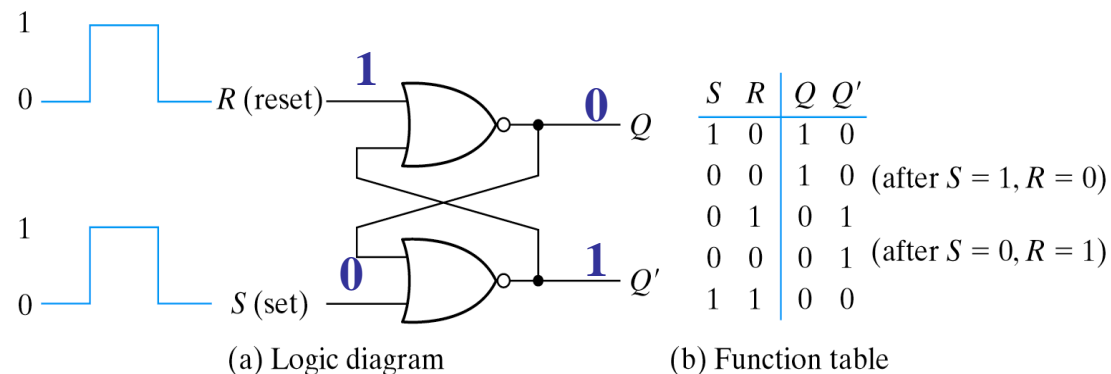 1
0
R (reset)
1
0
Q
1
0
S (set)
0
1
Q′
(a) Logic diagram
S R Q Q′
1 0 1 0
0 0 1 0 (after S = 1, R = 0)
0 1 0 1
0 0 0 1 (after S = 0, R = 1)
1 1 0 0
(b) Function table